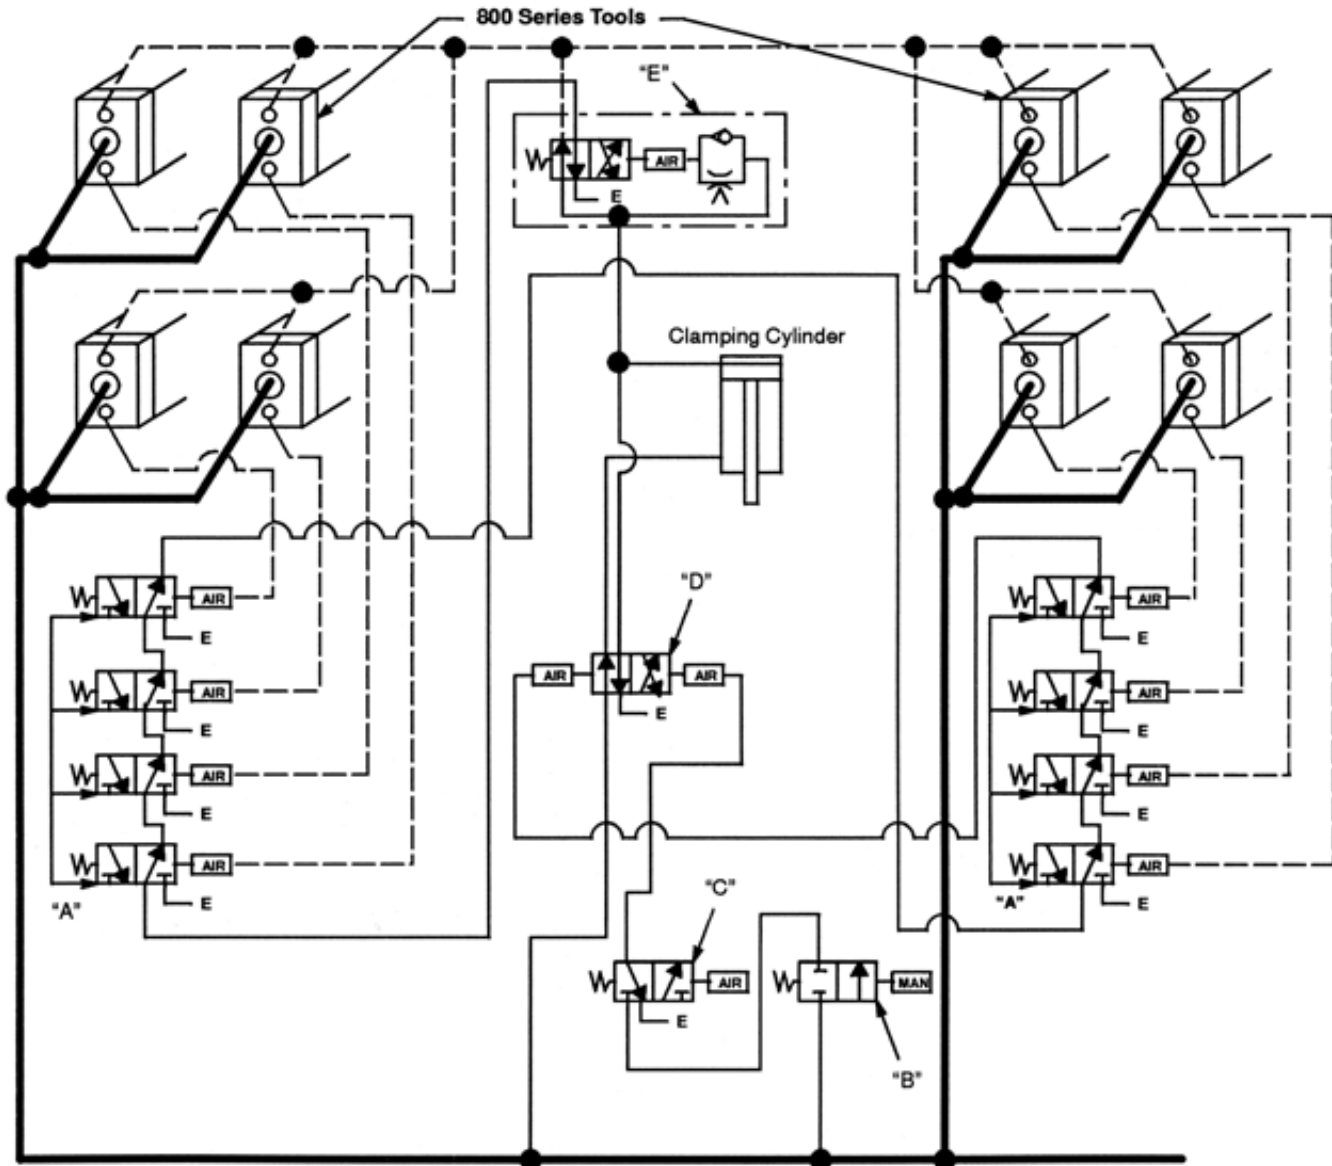 800 Series Tools
"E"
AIR
E
Clamping Cylinder
"D"
AIR
AIR
E
AIR
E
AIR
E
AIR
E
AIR
E
"A"
AIR
E
AIR
E
AIR
E
AIR
E
"A"
"C"
AIR
E
MAN
"B"